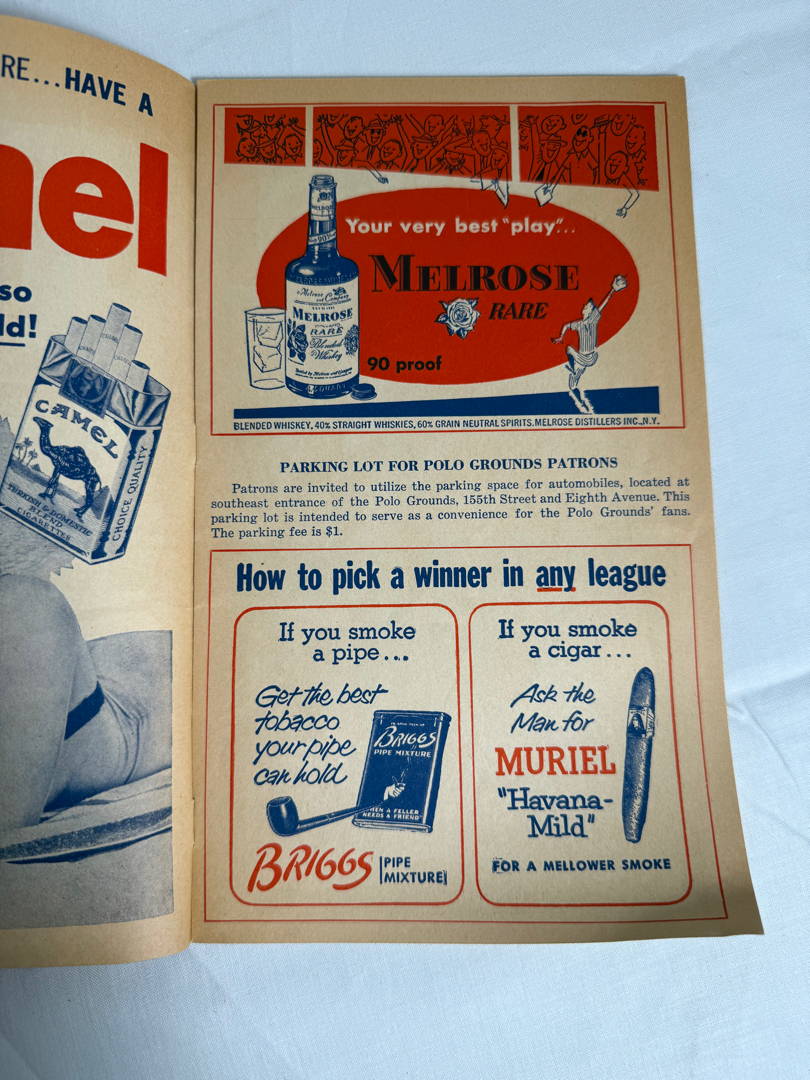 RE...HAVE A
mel
so
ld!
CAMEL
TURKISH & DOMESTIC
BLEND
CIGARETTES
CHOICE QUALITY
Your very best "play"...
MELROSE
RARE
90 proof
Melrose
and Company
MELROSE
RARE
Blended
Whiskey
BLENDED WHISKEY, 40% STRAIGHT WHISKIES, 60% GRAIN NEUTRAL SPIRITS. MELROSE DISTILLERS INC., N.Y.
PARKING LOT FOR POLO GROUNDS PATRONS
Patrons are invited to utilize the parking space for automobiles, located at
southeast entrance of the Polo Grounds, 155th Street and Eighth Avenue. This
parking lot is intended to serve as a convenience for the Polo Grounds' fans.
The parking fee is $1.
How to pick a winner in any league
If you smoke
a pipe...
Get the best
tobacco
your pipe
can hold
BRIGGS
PIPE MIXTURE
WHEN A FELLER
NEEDS A FRIEND
BRIGGS PIPE
MIXTURE
If you smoke
a cigar...
Ask the
Man for
MURIEL
"Havana-
Mild"
FOR A MELLOWER SMOKE